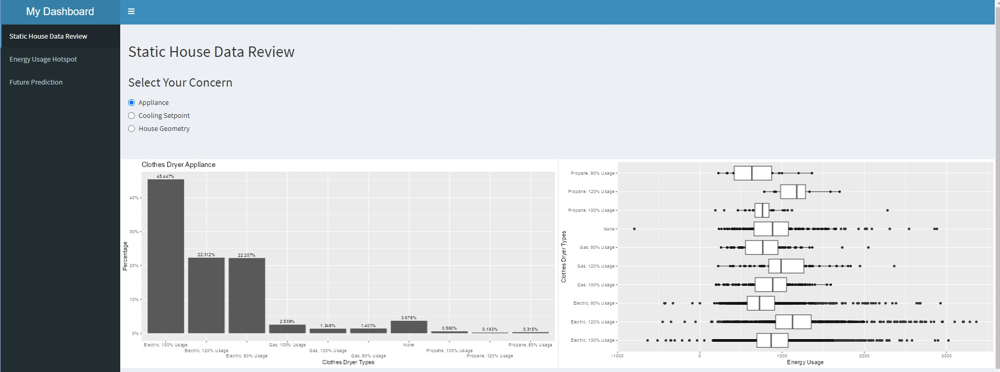 My Dashboard
Static House Data Review
Energy Usage Hotspot
Future Prediction
Static House Data Review
Select Your Concern
Appliance
Cooling Setpoint
House Geometry
Clothes Dryer Appliance
Percentage
40%
30%
20%
10%
0%
45.447%
22.312%
22.207%
2.539%
1.349%
1.401%
3.678%
0.560%
0.193%
0.315%
Electric, 100% Usage
Electric, 120% Usage
Electric, 80% Usage
Gas, 100% Usage
Gas, 120% Usage
Gas, 80% Usage
None
Propane, 100% Usage
Propane, 120% Usage
Propane, 80% Usage
Clothes Dryer Types
Clothes Dryer Types
Propane, 80% Usage
Propane, 120% Usage
Propane, 100% Usage
None
Gas, 80% Usage
Gas, 120% Usage
Gas, 100% Usage
Electric, 80% Usage
Electric, 120% Usage
Electric, 100% Usage
-1000 0 1000 2000 3000
Energy Usage